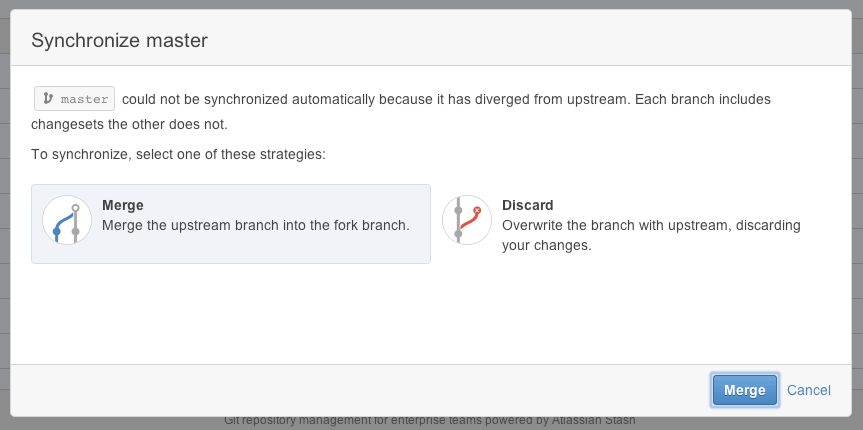 Synchronize master
master could not be synchronized automatically because it has diverged from upstream. Each branch includes
changesets the other does not.
To synchronize, select one of these strategies:
Merge
Merge the upstream branch into the fork branch.
Discard
Overwrite the branch with upstream, discarding
your changes.
Merge Cancel
Git repository management for enterprise teams powered by Atlassian Stash